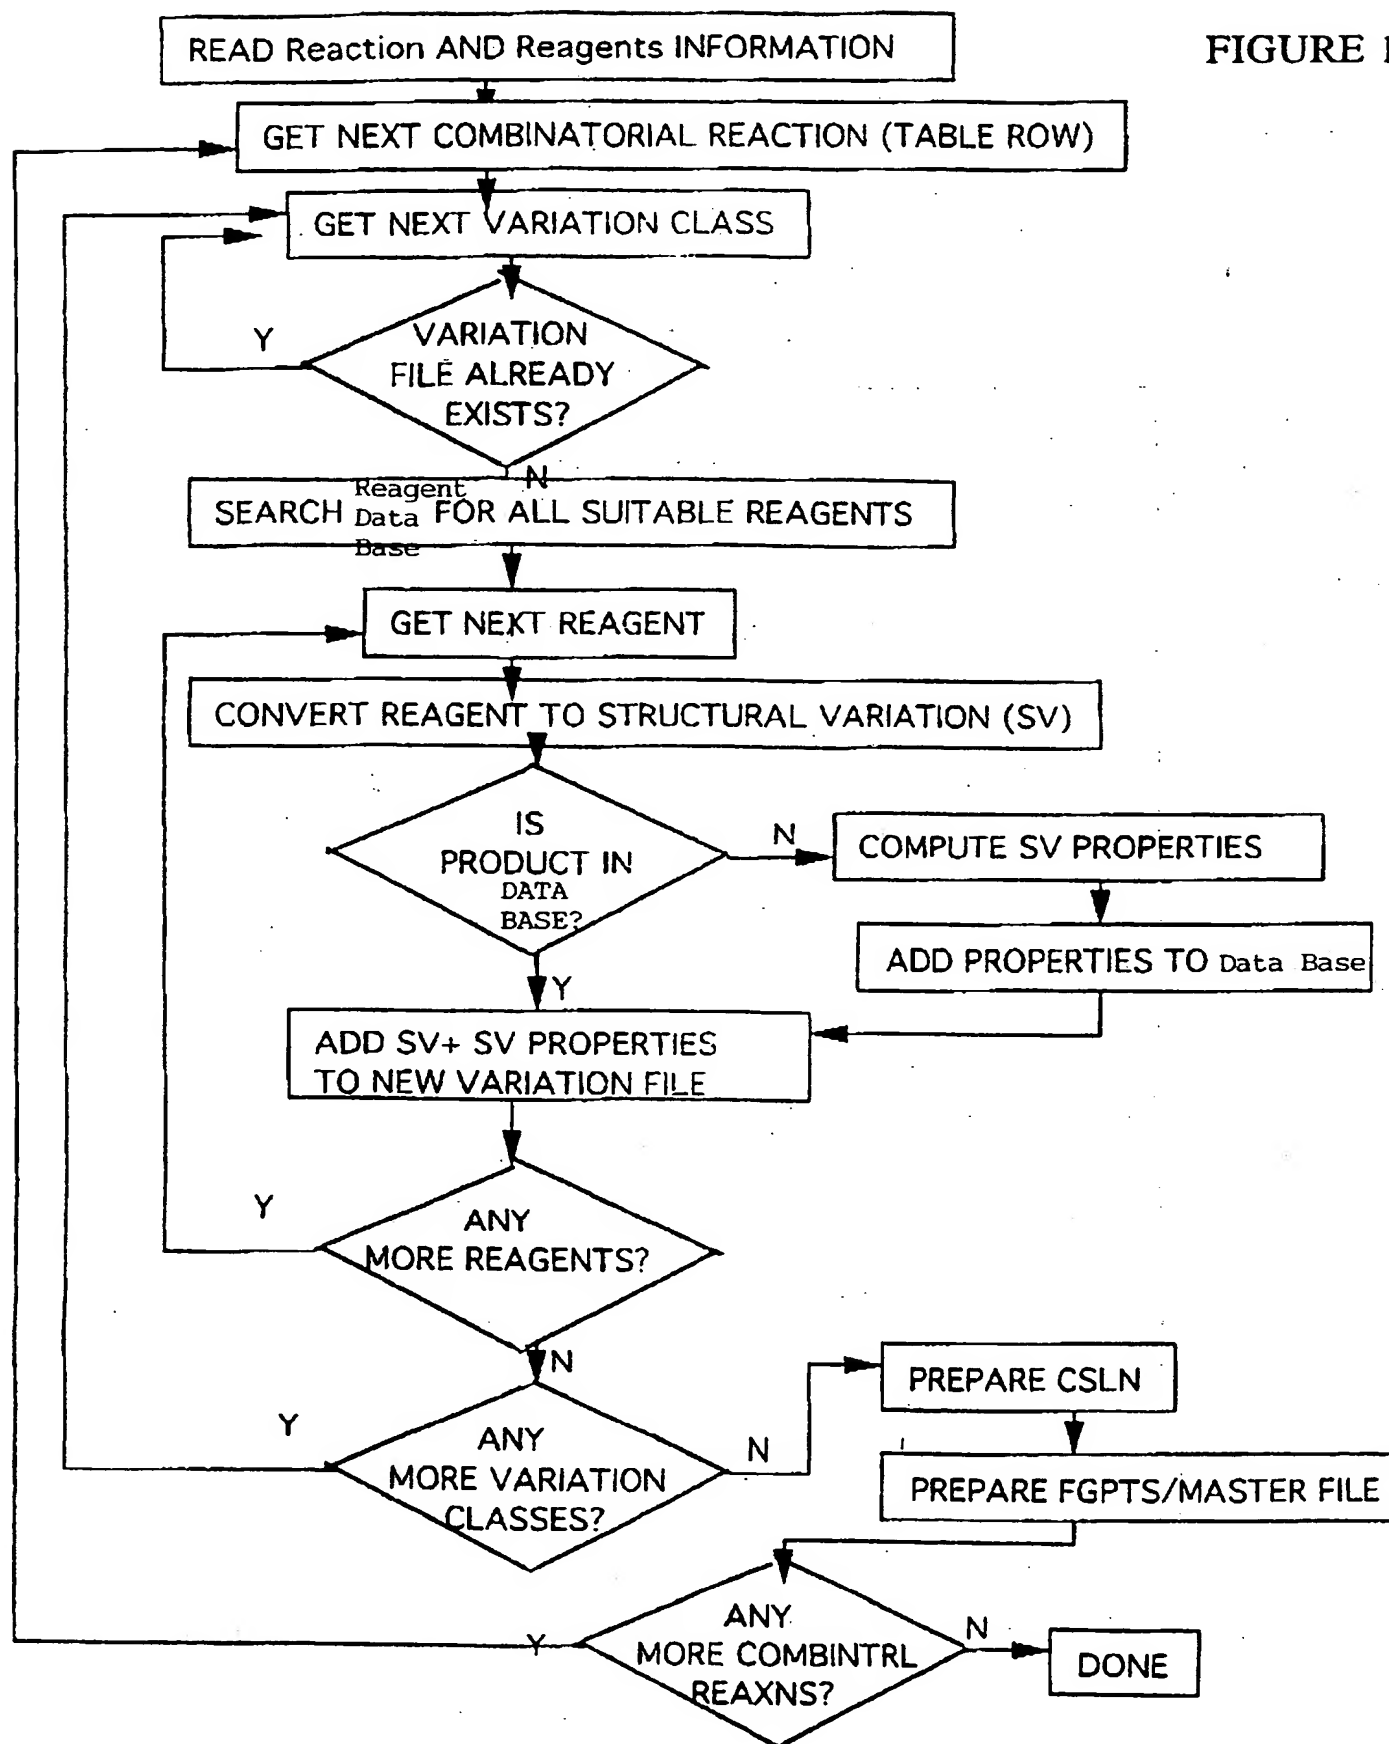 READ Reaction AND Reagents INFORMATION
FIGURE 1
GET NEXT COMBINATORIAL REACTION (TABLE ROW)
GET NEXT VARIATION CLASS
Y
VARIATION
FILE ALREADY
EXISTS?
N
SEARCH Reagent Data Base FOR ALL SUITABLE REAGENTS
GET NEXT REAGENT
CONVERT REAGENT TO STRUCTURAL VARIATION (SV)
IS
PRODUCT IN
DATA
BASE?
N
COMPUTE SV PROPERTIES
ADD PROPERTIES TO Data Base
Y
ADD SV+ SV PROPERTIES
TO NEW VARIATION FILE
Y
ANY
MORE REAGENTS?
N
PREPARE CSLN
Y
ANY
MORE VARIATION
CLASSES?
N
PREPARE FGPTS/MASTER FILE
Y
ANY
MORE COMBINTRL
REAXNS?
N
DONE